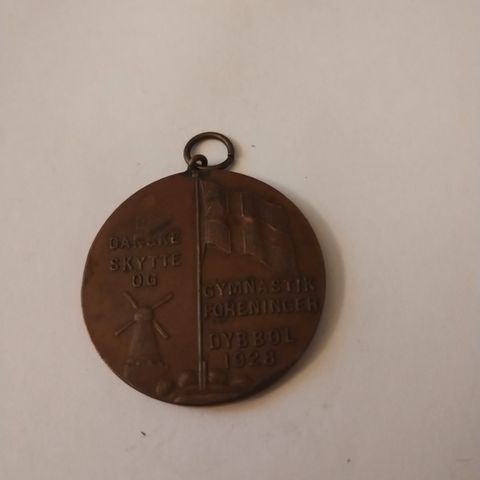 DANSKE
SKYTTE
OG
GYMNASTIK
FORENINGER
DYBBØL
1928